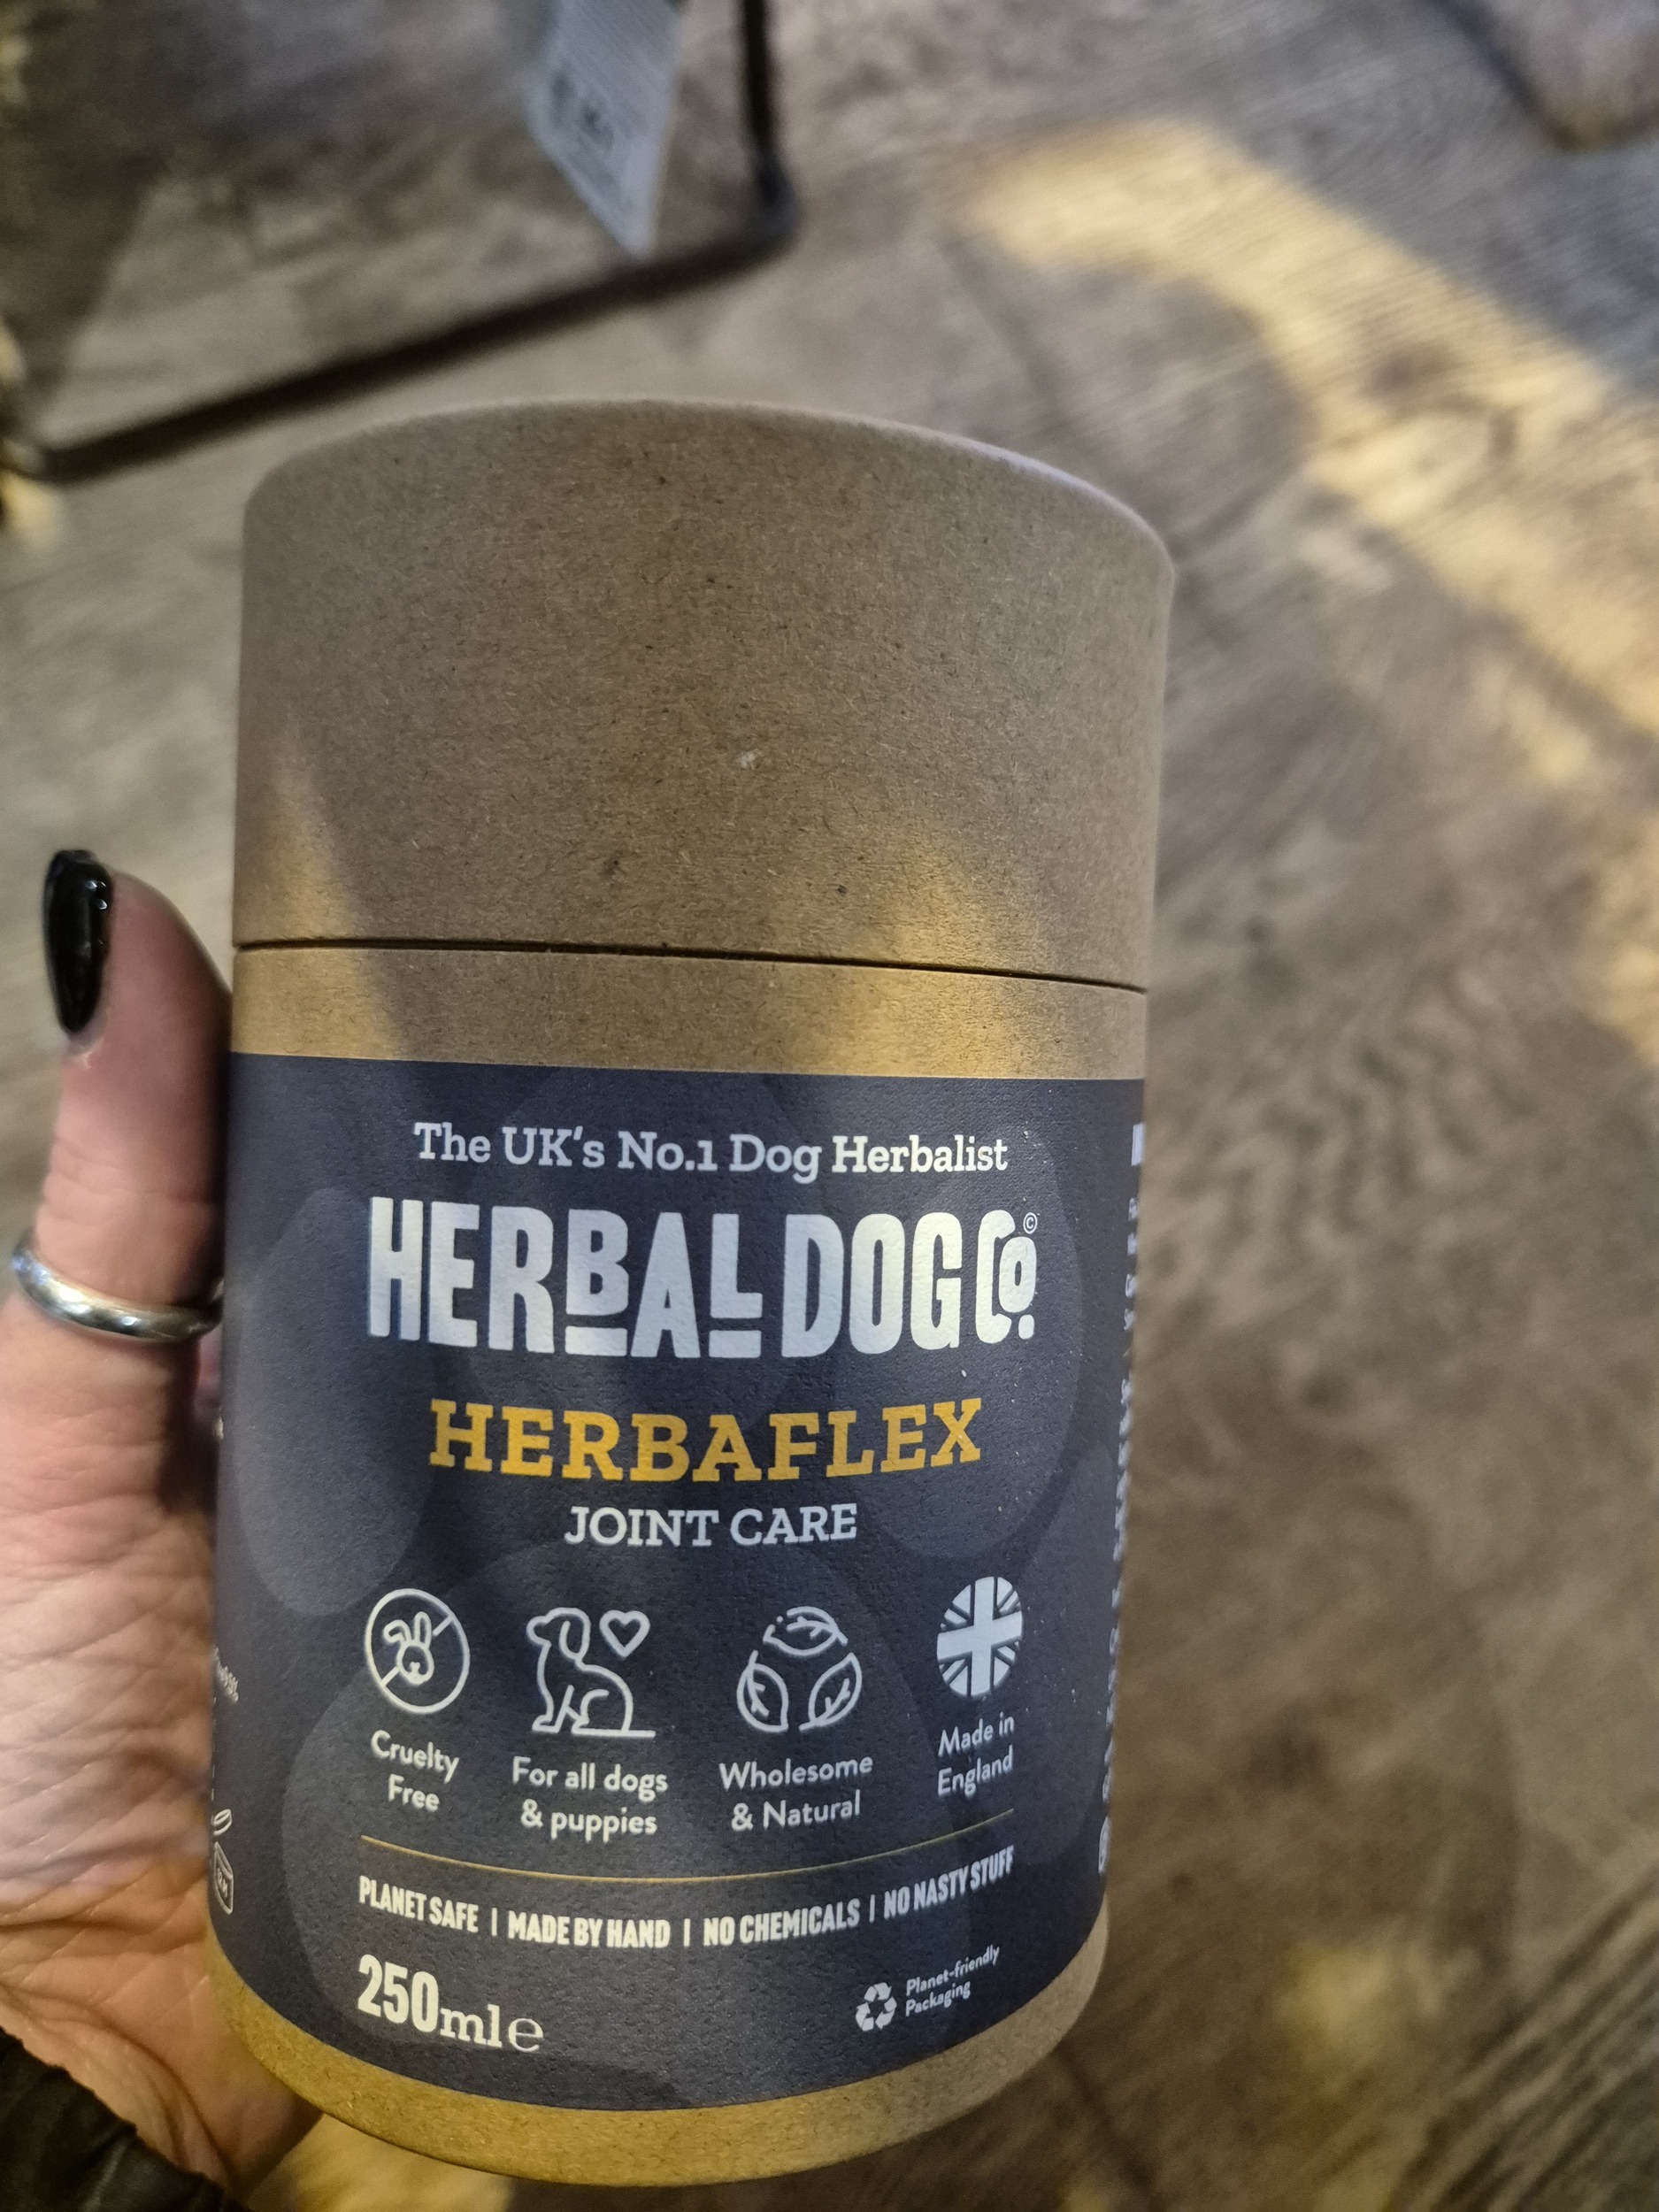 The UK's No.1 Dog Herbalist
HERBAL DOG Co.©
HERBAFLEX
JOINT CARE
Cruelty
Free
For all dogs
& puppies
Wholesome
& Natural
Made in
England
PLANET SAFE | MADE BY HAND | NO CHEMICALS | NO NASTY STUFF
250ml℮
Planet-friendly
Packaging